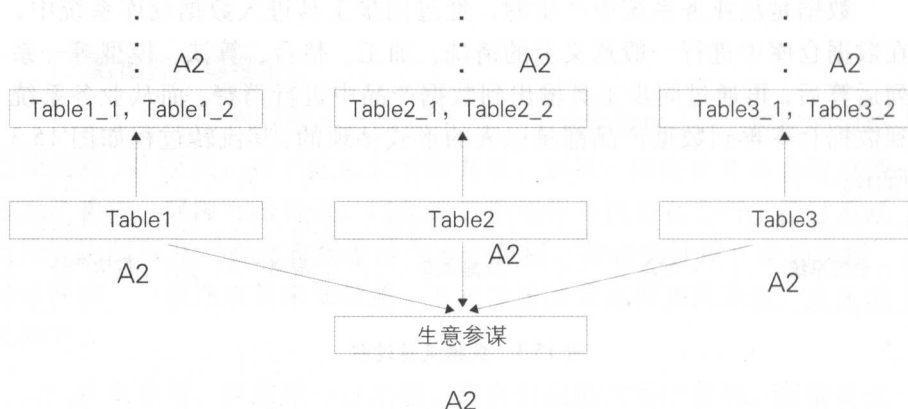 A2 A2 A2
Table1_1, Table1_2 Table2_1, Table2_2 Table3_1, Table3_2
Table1 Table2 Table3
A2 A2 A2
生意参谋
A2